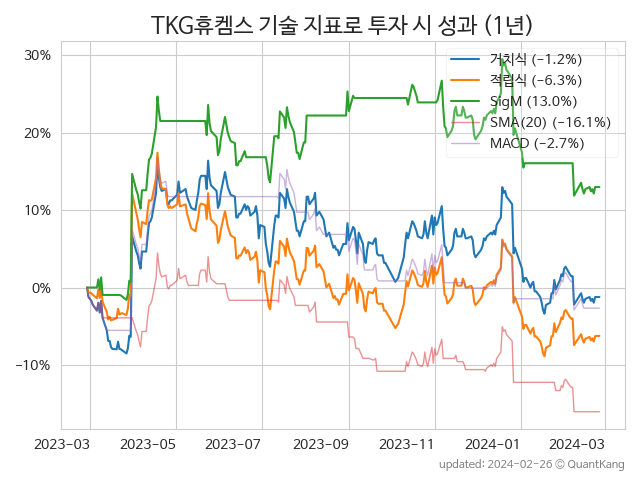 TKG휴켐스 기술 지표로 투자 시 성과 (1년)
30%
20%
10%
0%
−10%
거치식 (−1.2%)
적립식 (−6.3%)
SigM (13.0%)
SMA(20) (−16.1%)
MACD (−2.7%)
2023−03
2023−05
2023−07
2023−09
2023−11
2024−01
2024−03
updated: 2024−02−26 ⓒ QuantKang